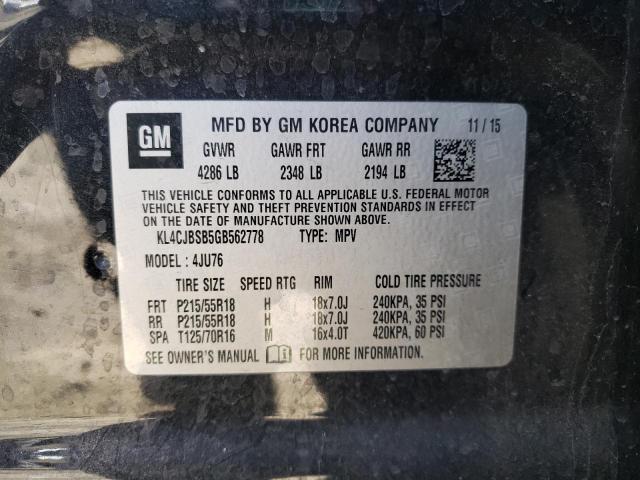 GM MFD BY GM KOREA COMPANY 11/15
GVWR GAWR FRT GAWR RR
4286 LB 2348 LB 2194 LB
THIS VEHICLE CONFORMS TO ALL APPLICABLE U.S. FEDERAL MOTOR
VEHICLE SAFETY AND THEFT PREVENTION STANDARDS IN EFFECT
ON THE DATE OF MANUFACTURE SHOWN ABOVE.
KL4CJBSB5GB562778 TYPE: MPV
MODEL: 4JU76
TIRE SIZE SPEED RTG RIM COLD TIRE PRESSURE
FRT P215/55R18 H 18x7.0J 240KPA, 35 PSI
RR P215/55R18 H 18x7.0J 240KPA, 35 PSI
SPA T125/70R16 M 16x4.0T 420KPA, 60 PSI
SEE OWNER'S MANUAL FOR MORE INFORMATION.